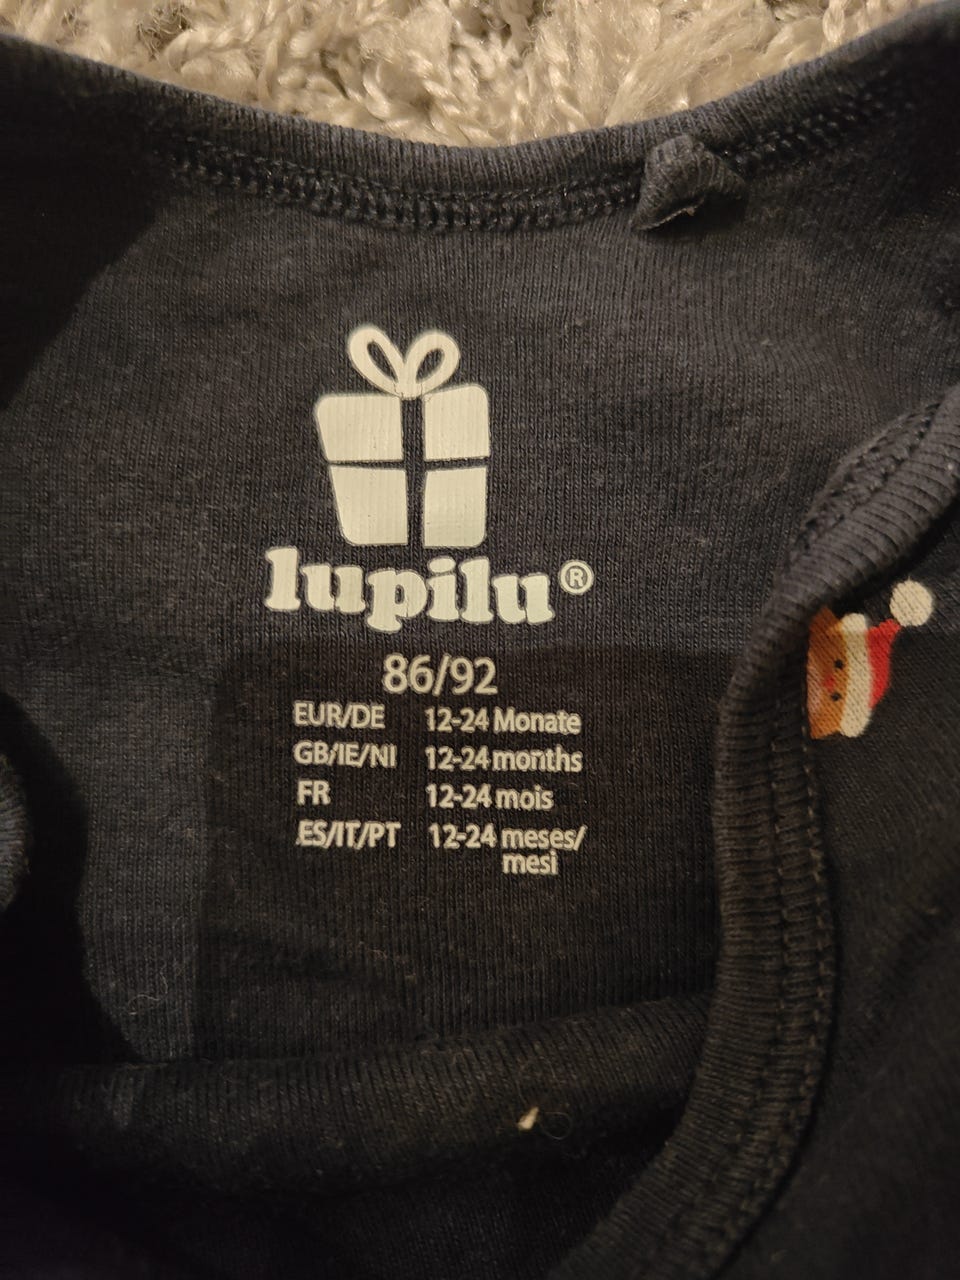 lupilu®
86/92
EUR/DE 12-24 Monate
GB/IE/NI 12-24 months
FR 12-24 mois
ES/IT/PT 12-24 meses/
mesi